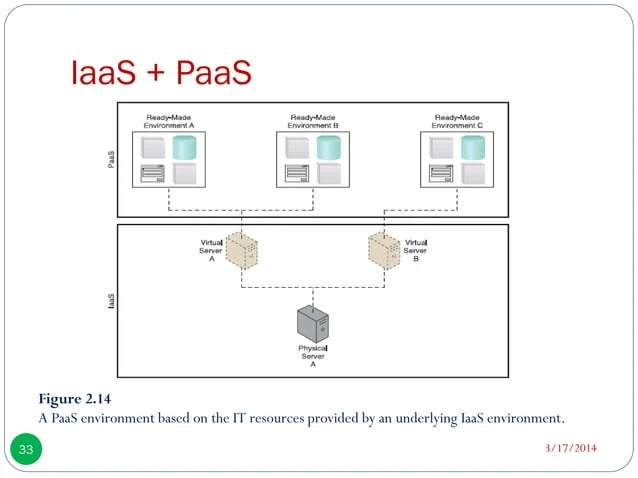 IaaS + PaaS
Ready-Made
Environment A
Ready-Made
Environment B
Ready-Made
Environment C
PaaS
Virtual
Server
A
Virtual
Server
B
IaaS
Physical
Server
A
Figure 2.14
A PaaS environment based on the IT resources provided by an underlying IaaS environment.
33
3/17/2014